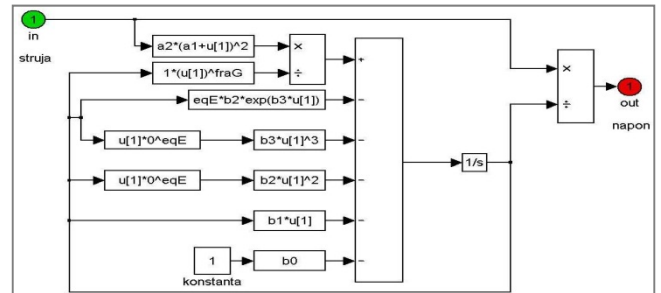 1
in
struja
a2*(a1+u[1])^2
×
1*(u[1])^fraG
÷
+
eqE*b2*exp(b3*u[1])
−
u[1]*0^eqE
b3*u[1]^3
−
u[1]*0^eqE
b2*u[1]^2
−
b1*u[1]
−
1
konstanta
b0
−
1/s
×
÷
1
out
napon